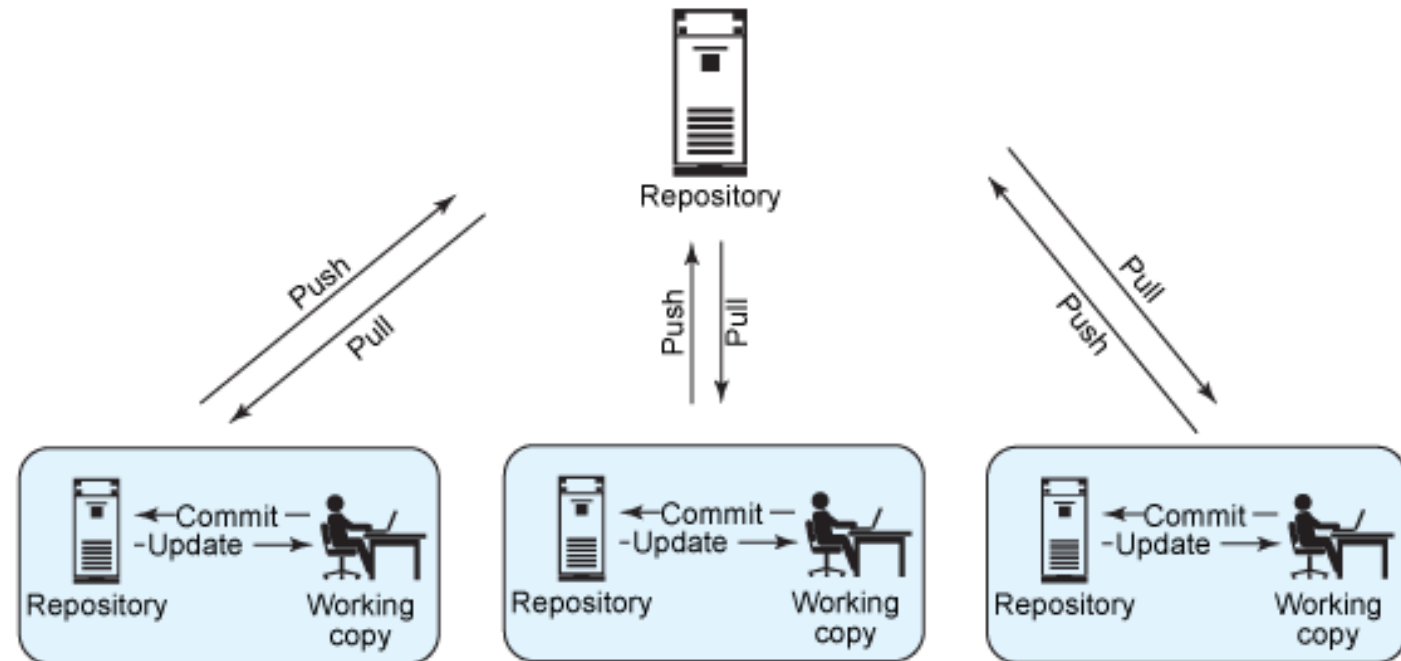 Repository
Push
Pull
Push
Pull
Pull
Push
Commit
Update
Repository
Working
copy
Commit
Update
Repository
Working
copy
Commit
Update
Repository
Working
copy